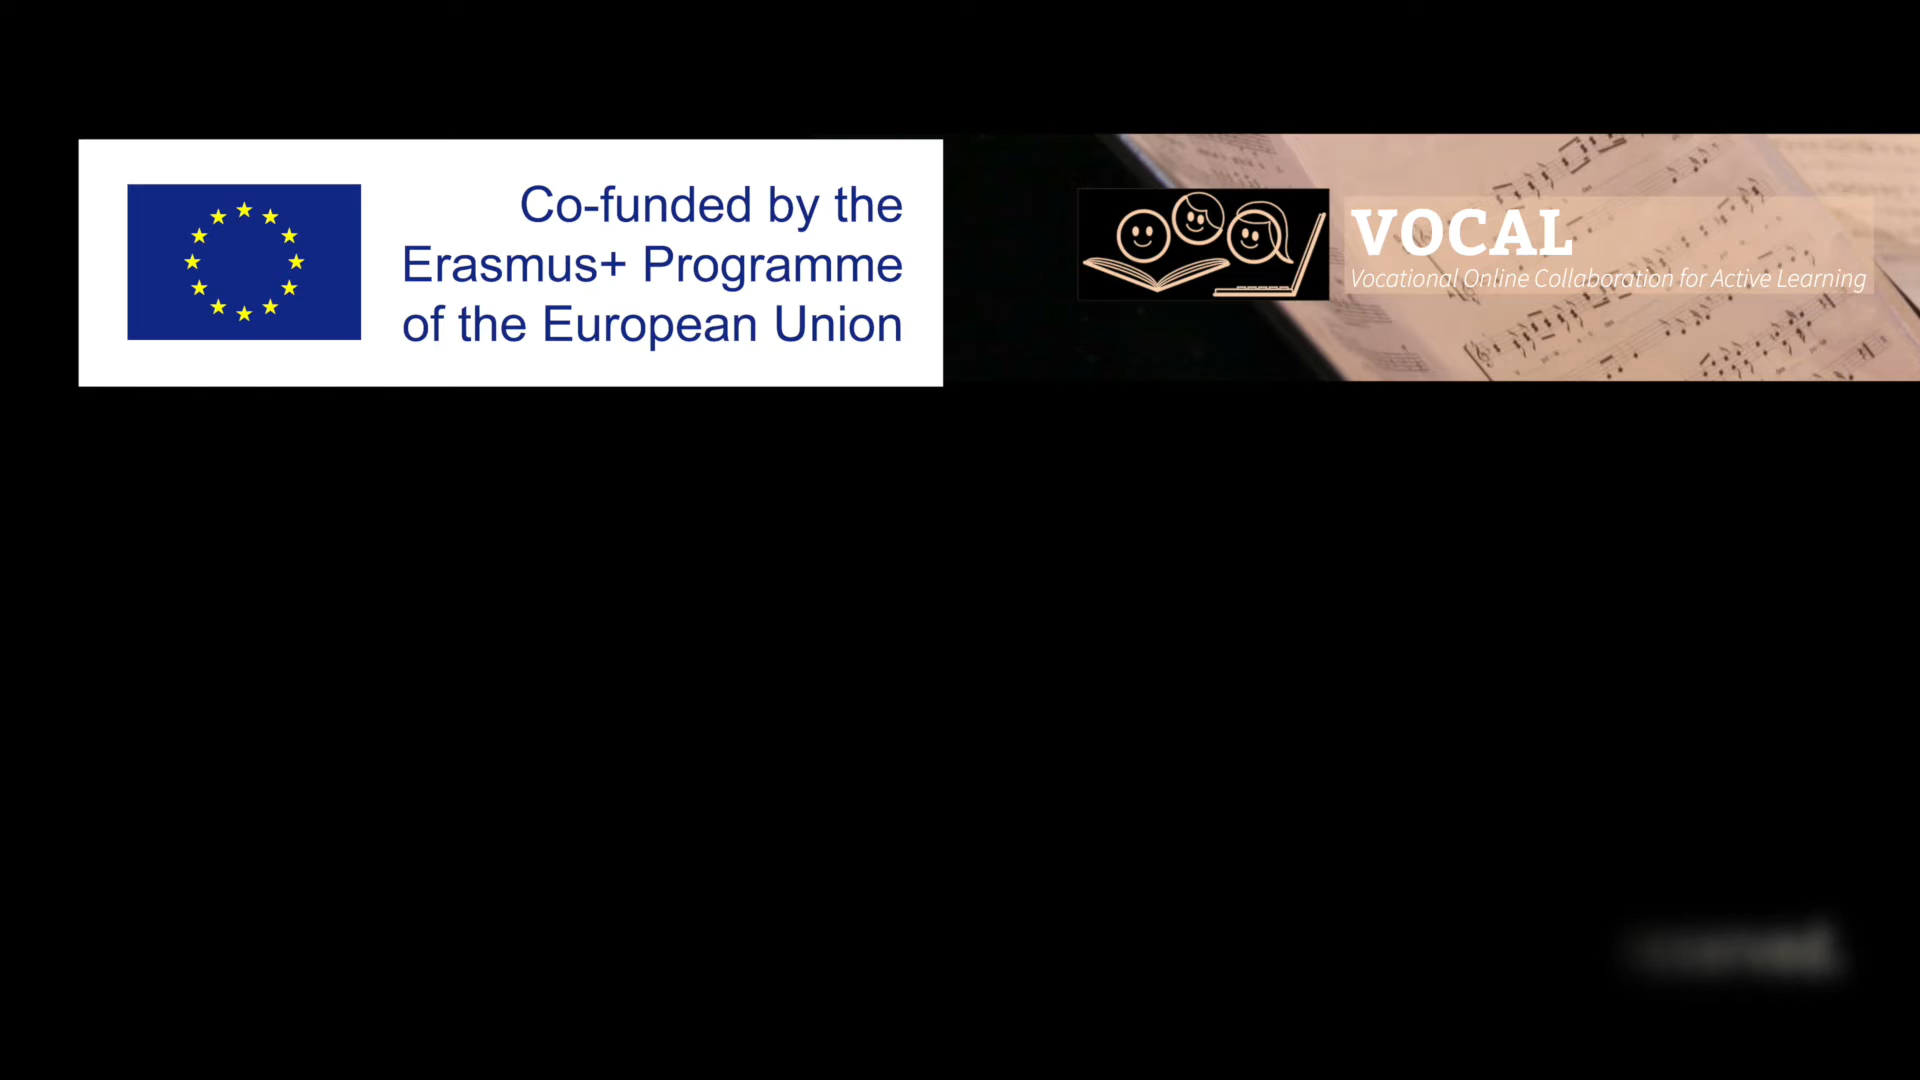 Co-funded by the
Erasmus+ Programme
of the European Union
VOCAL
Vocational Online Collaboration for Active Learning